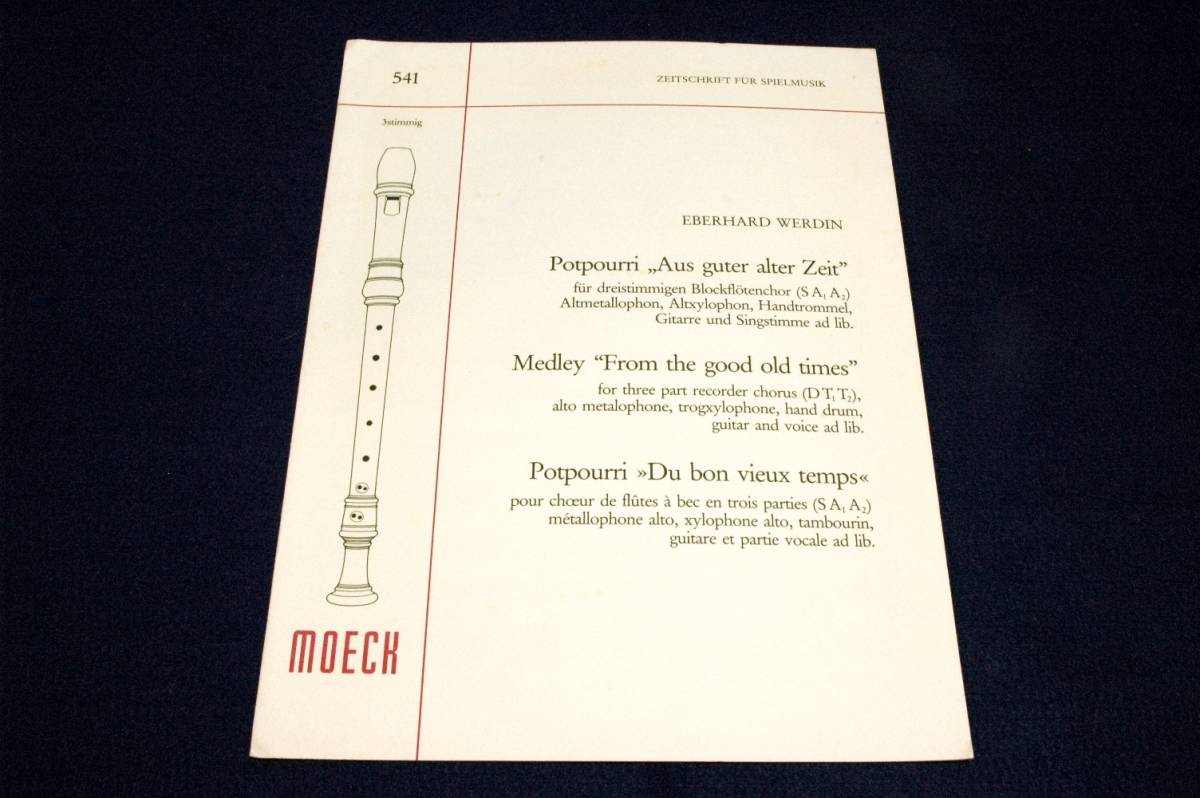 541
ZEITSCHRIFT FÜR SPIELMUSIK
3stimmig
EBERHARD WERDIN
Potpourri „Aus guter alter Zeit”
für dreistimmigen Blockflötenchor (S A₁ A₂)
Altmetallophon, Altxylophon, Handtrommel,
Gitarre und Singstimme ad lib.
Medley “From the good old times”
for three part recorder chorus (D T₁ T₂),
alto metalophone, trogxylophone, hand drum,
guitar and voice ad lib.
Potpourri »Du bon vieux temps«
pour chœur de flûtes à bec en trois parties (S A₁ A₂)
métallophone alto, xylophone alto, tambourin,
guitare et partie vocale ad lib.
MOECK